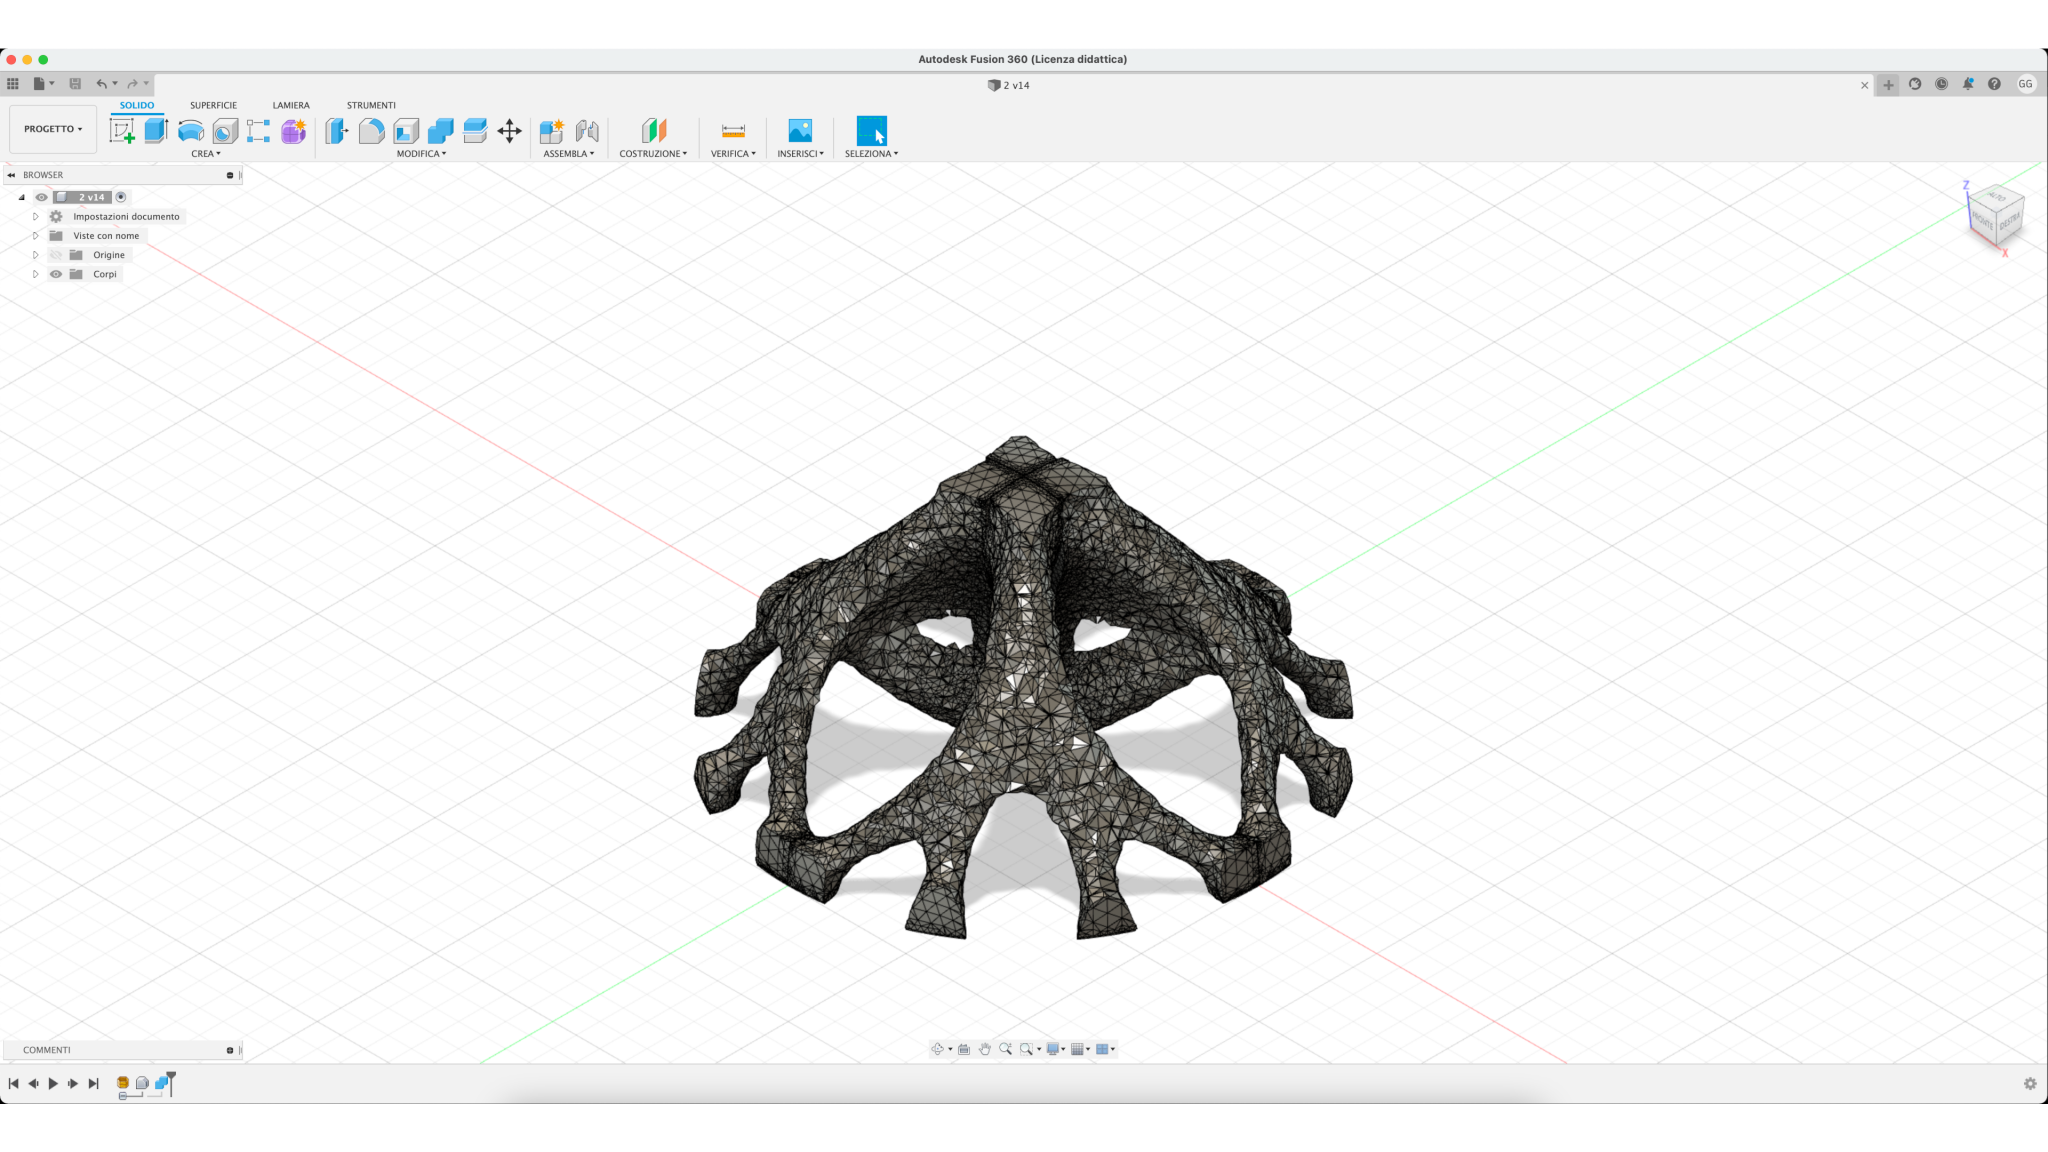 Autodesk Fusion 360 (Licenza didattica)
2 v14
GG
SOLIDO SUPERFICIE LAMIERA STRUMENTI
PROGETTO
CREA MODIFICA ASSEMBLA COSTRUZIONE VERIFICA INSERISCI SELEZIONA
BROWSER
2 v14
Impostazioni documento
Viste con nome
Origine
Corpi
Z
ALTO
FRONTE DESTRA
X
COMMENTI